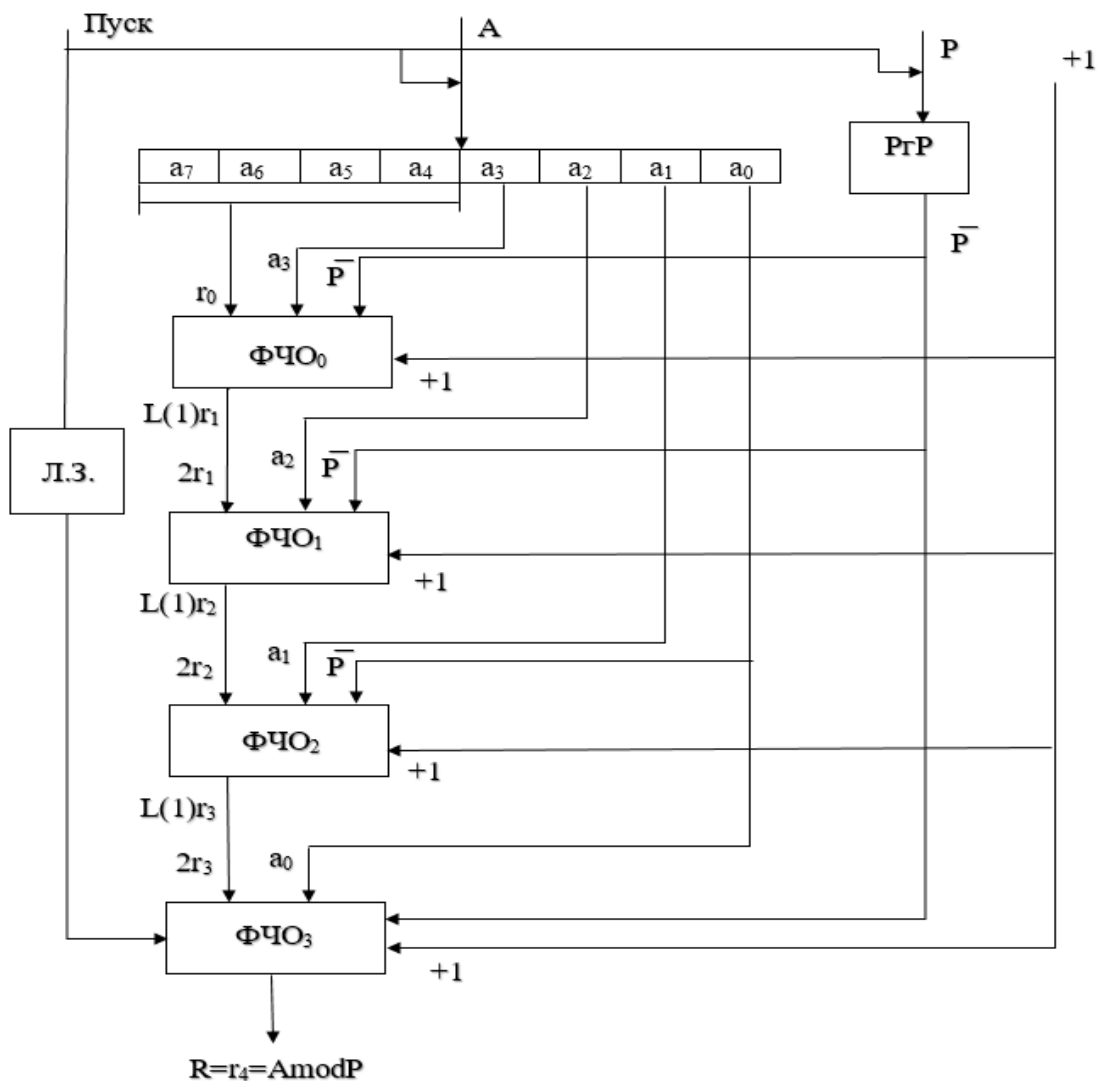 Пуск
A
P
+1
РгР
a₇ a₆ a₅ a₄ a₃ a₂ a₁ a₀
P̅
a₃
P̅
r₀
ФЧО₀
+1
L(1)r₁
a₂
P̅
Л.З.
2r₁
ФЧО₁
+1
L(1)r₂
a₁
P̅
2r₂
ФЧО₂
+1
L(1)r₃
2r₃
a₀
ФЧО₃
+1
R=r₄=AmodP